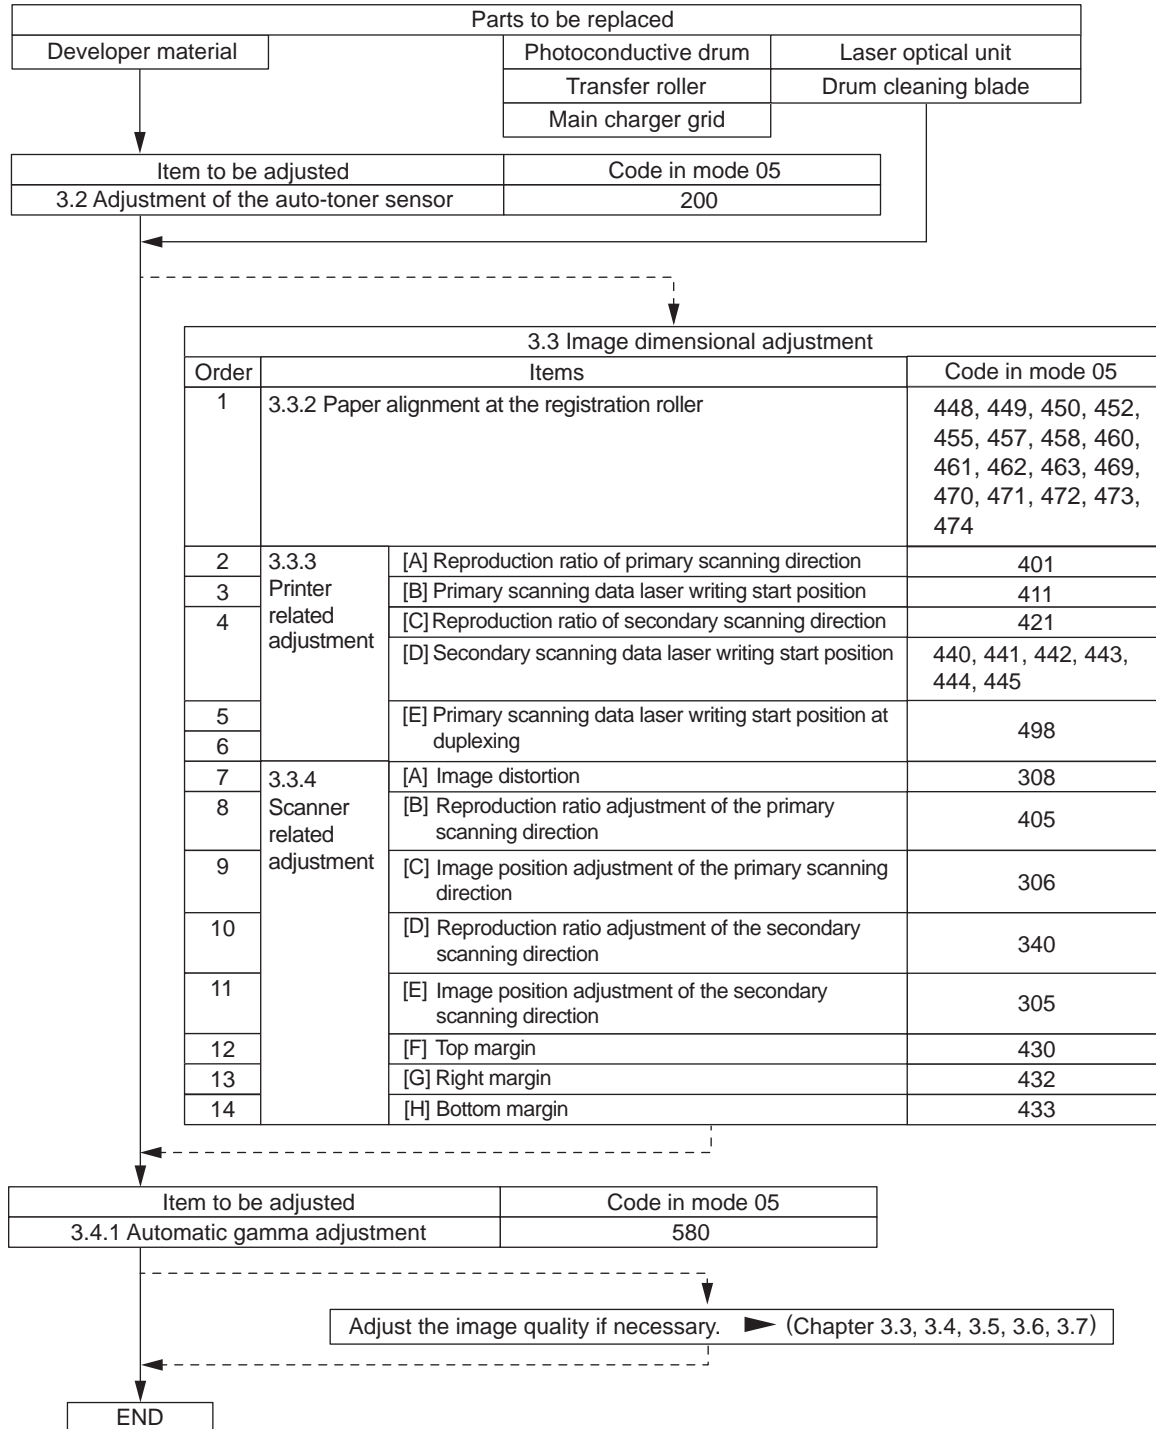 Parts to be replaced
Developer material
Photoconductive drum
Laser optical unit
Transfer roller
Drum cleaning blade
Main charger grid
Item to be adjusted
Code in mode 05
3.2 Adjustment of the auto-toner sensor
200
3.3 Image dimensional adjustment
Order
Items
Code in mode 05
1
3.3.2 Paper alignment at the registration roller
448, 449, 450, 452,
455, 457, 458, 460,
461, 462, 463, 469,
470, 471, 472, 473,
474
2
3.3.3
Printer
related
adjustment
[A] Reproduction ratio of primary scanning direction
401
3
[B] Primary scanning data laser writing start position
411
4
[C] Reproduction ratio of secondary scanning direction
421
[D] Secondary scanning data laser writing start position
440, 441, 442, 443,
444, 445
5
6
[E] Primary scanning data laser writing start position at
duplexing
498
7
3.3.4
Scanner
related
adjustment
[A] Image distortion
308
8
[B] Reproduction ratio adjustment of the primary
scanning direction
405
9
[C] Image position adjustment of the primary scanning
direction
306
10
[D] Reproduction ratio adjustment of the secondary
scanning direction
340
11
[E] Image position adjustment of the secondary
scanning direction
305
12
[F] Top margin
430
13
[G] Right margin
432
14
[H] Bottom margin
433
Item to be adjusted
Code in mode 05
3.4.1 Automatic gamma adjustment
580
Adjust the image quality if necessary. ► (Chapter 3.3, 3.4, 3.5, 3.6, 3.7)
END